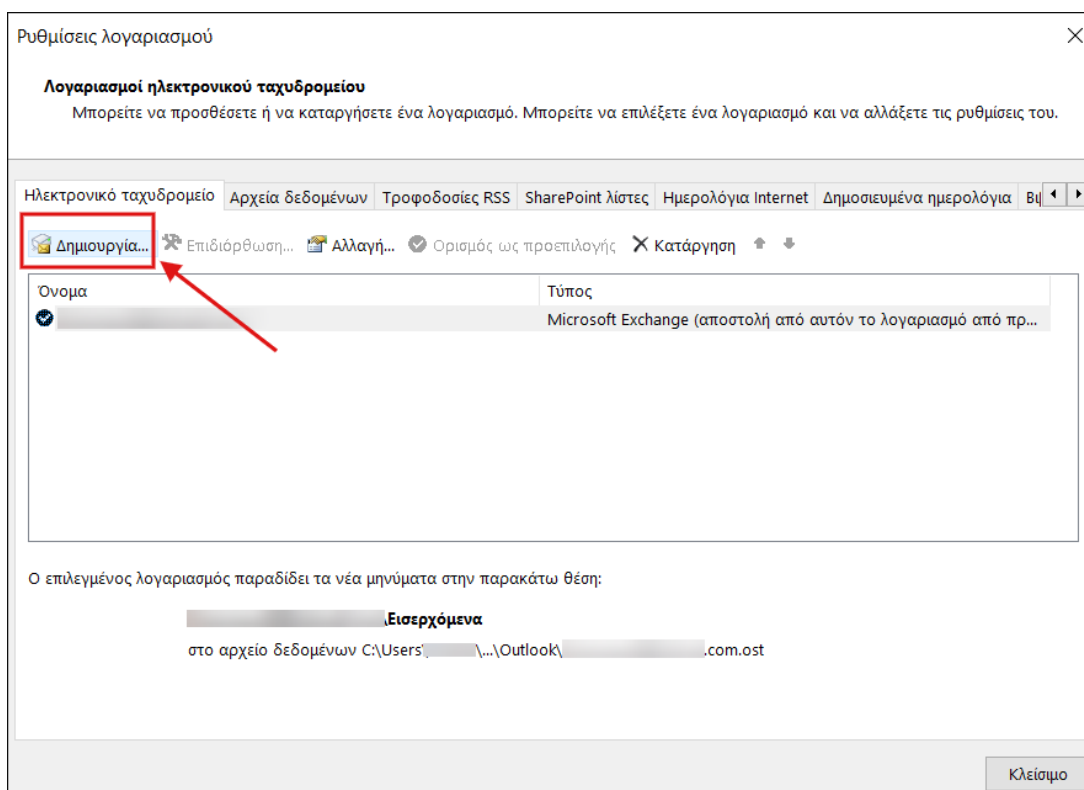 Ρυθμίσεις λογαριασμού
Λογαριασμοί ηλεκτρονικού ταχυδρομείου
Μπορείτε να προσθέσετε ή να καταργήσετε ένα λογαριασμό. Μπορείτε να επιλέξετε ένα λογαριασμό και να αλλάξετε τις ρυθμίσεις του.
Ηλεκτρονικό ταχυδρομείο Αρχεία δεδομένων Τροφοδοσίες RSS SharePoint λίστες Ημερολόγια Internet Δημοσιευμένα ημερολόγια
Δημιουργία... Επιδιόρθωση... Αλλαγή... Ορισμός ως προεπιλογής Κατάργηση
Όνομα Τύπος
Microsoft Exchange (αποστολή από αυτόν το λογαριασμό από πρ...
Ο επιλεγμένος λογαριασμός παραδίδει τα νέα μηνύματα στην παρακάτω θέση:
\Εισερχόμενα
στο αρχείο δεδομένων C:\Users\ \...\Outlook\ .com.ost
Κλείσιμο